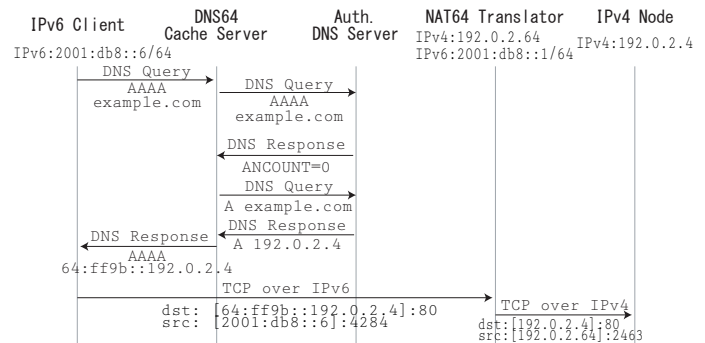 IPv6 Client
IPv6:2001:db8::6/64
DNS64
Cache Server
Auth.
DNS Server
NAT64 Translator
IPv4:192.0.2.64
IPv6:2001:db8::1/64
IPv6 Node
IPv4:192.0.2.4
DNS Query
AAAA
example.com
DNS Query
AAAA
example.com
DNS Response
ANCOUNT=0
DNS Query
A example.com
DNS Response
A 192.0.2.4
DNS Response
AAAA
64:ff9b::192.0.2.4
TCP over IPv6
dst: [64:ff9b::192.0.2.4]:80
src: [2001:db8::6]:4284
TCP over IPv4
dst:[192.0.2.4]:80
src:[192.0.2.64]:2463